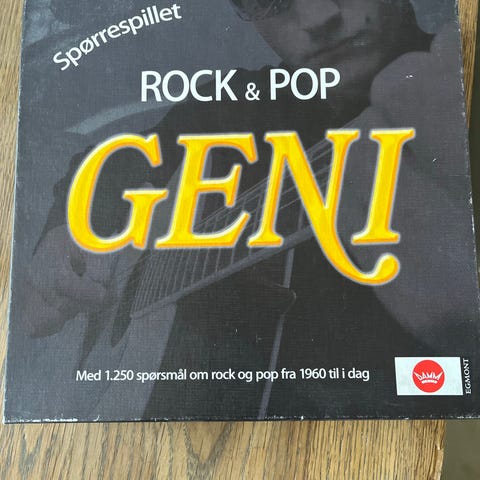 Spørrespillet
ROCK & POP
GENI
Med 1.250 spørsmål om rock og pop fra 1960 til i dag
DAMM
EGMONT